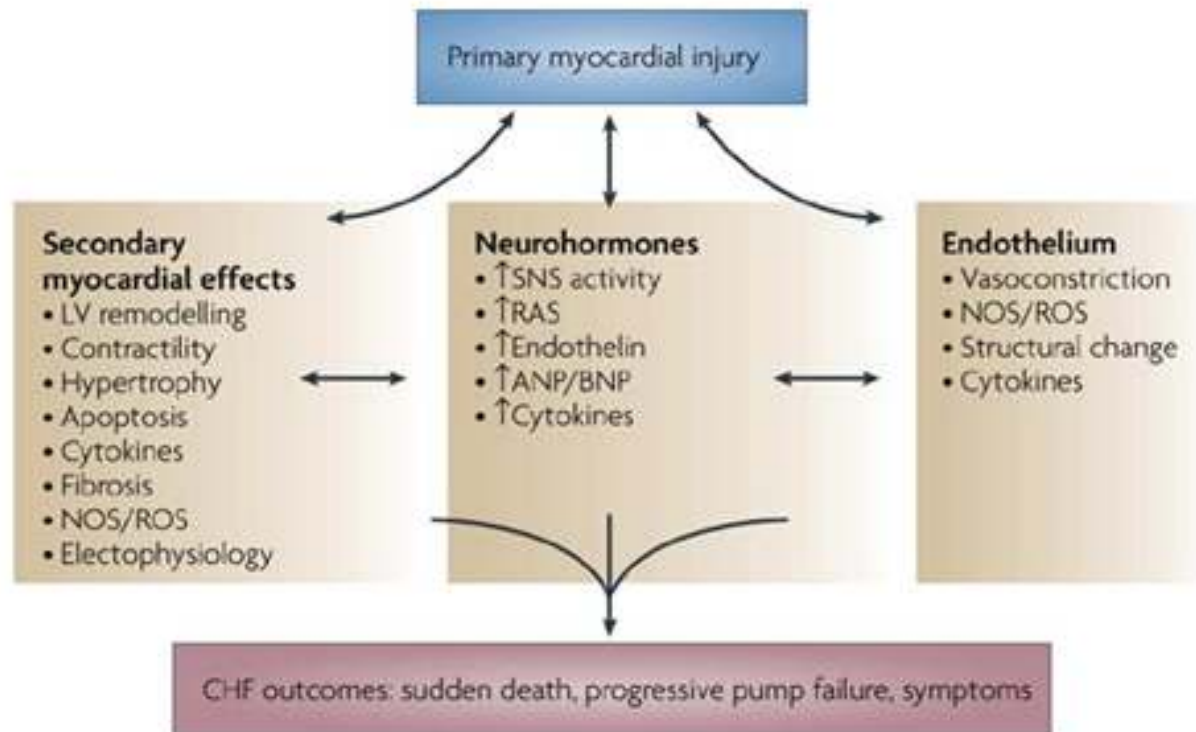 Primary myocardial injury
Secondary
myocardial effects
• LV remodelling
• Contractility
• Hypertrophy
• Apoptosis
• Cytokines
• Fibrosis
• NOS/ROS
• Electophysiology
Neurohormones
• ↑SNS activity
• ↑RAS
• ↑Endothelin
• ↑ANP/BNP
• ↑Cytokines
Endothelium
• Vasoconstriction
• NOS/ROS
• Structural change
• Cytokines
CHF outcomes: sudden death, progressive pump failure, symptoms